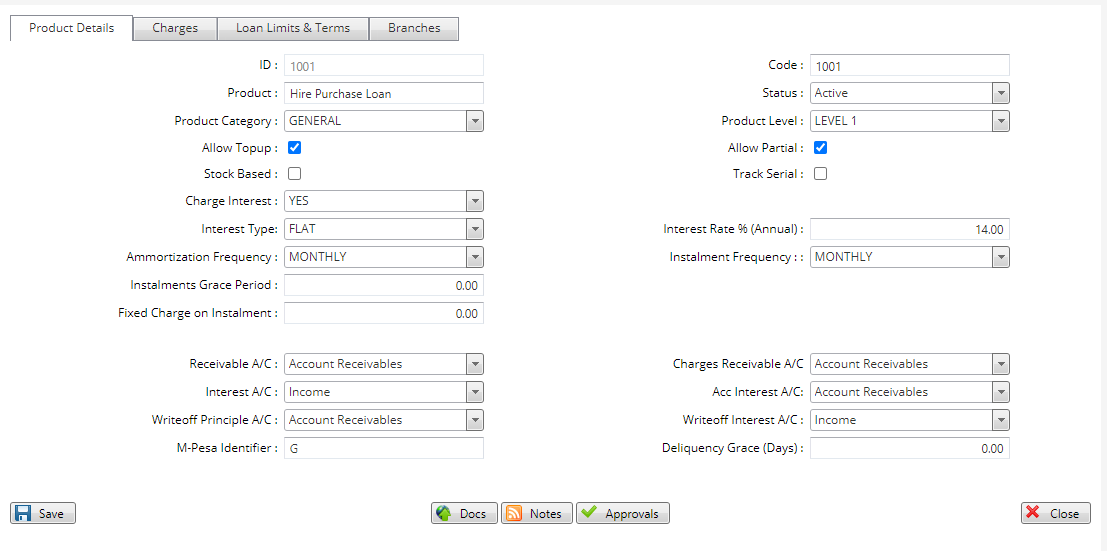 Product Details Charges Loan Limits & Terms Branches
ID : 1001 Code : 1001
Product : Hire Purchase Loan Status : Active
Product Category : GENERAL Product Level : LEVEL 1
Allow Topup : Allow Partial :
Stock Based : Track Serial :
Charge Interest : YES
Interest Type: FLAT Interest Rate % (Annual) : 14.00
Ammortization Frequency : MONTHLY Instalment Frequency : : MONTHLY
Instalments Grace Period : 0.00
Fixed Charge on Instalment : 0.00
Receivable A/C : Account Receivables Charges Receivable A/C Account Receivables
Interest A/C : Income Acc Interest A/C: Account Receivables
Writeoff Principle A/C : Account Receivables Writeoff Interest A/C : Income
M-Pesa Identifier : G Deliquency Grace (Days) : 0.00
Save Docs Notes Approvals Close